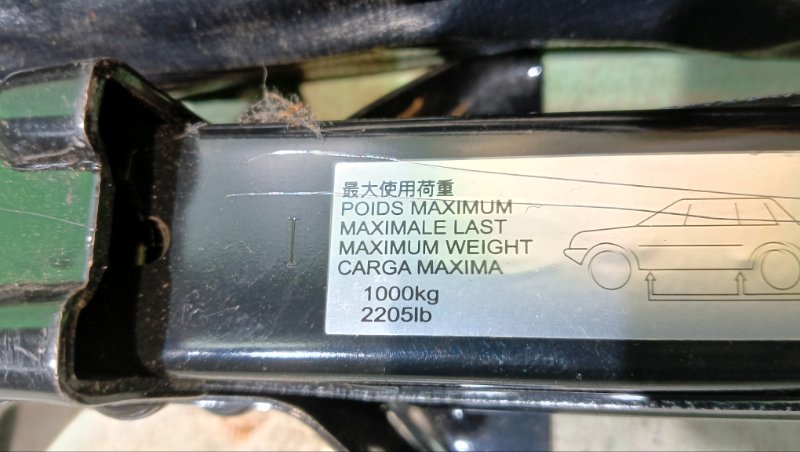 最大使用荷重
POIDS MAXIMUM
MAXIMALE LAST
MAXIMUM WEIGHT
CARGA MAXIMA
1000kg
2205lb